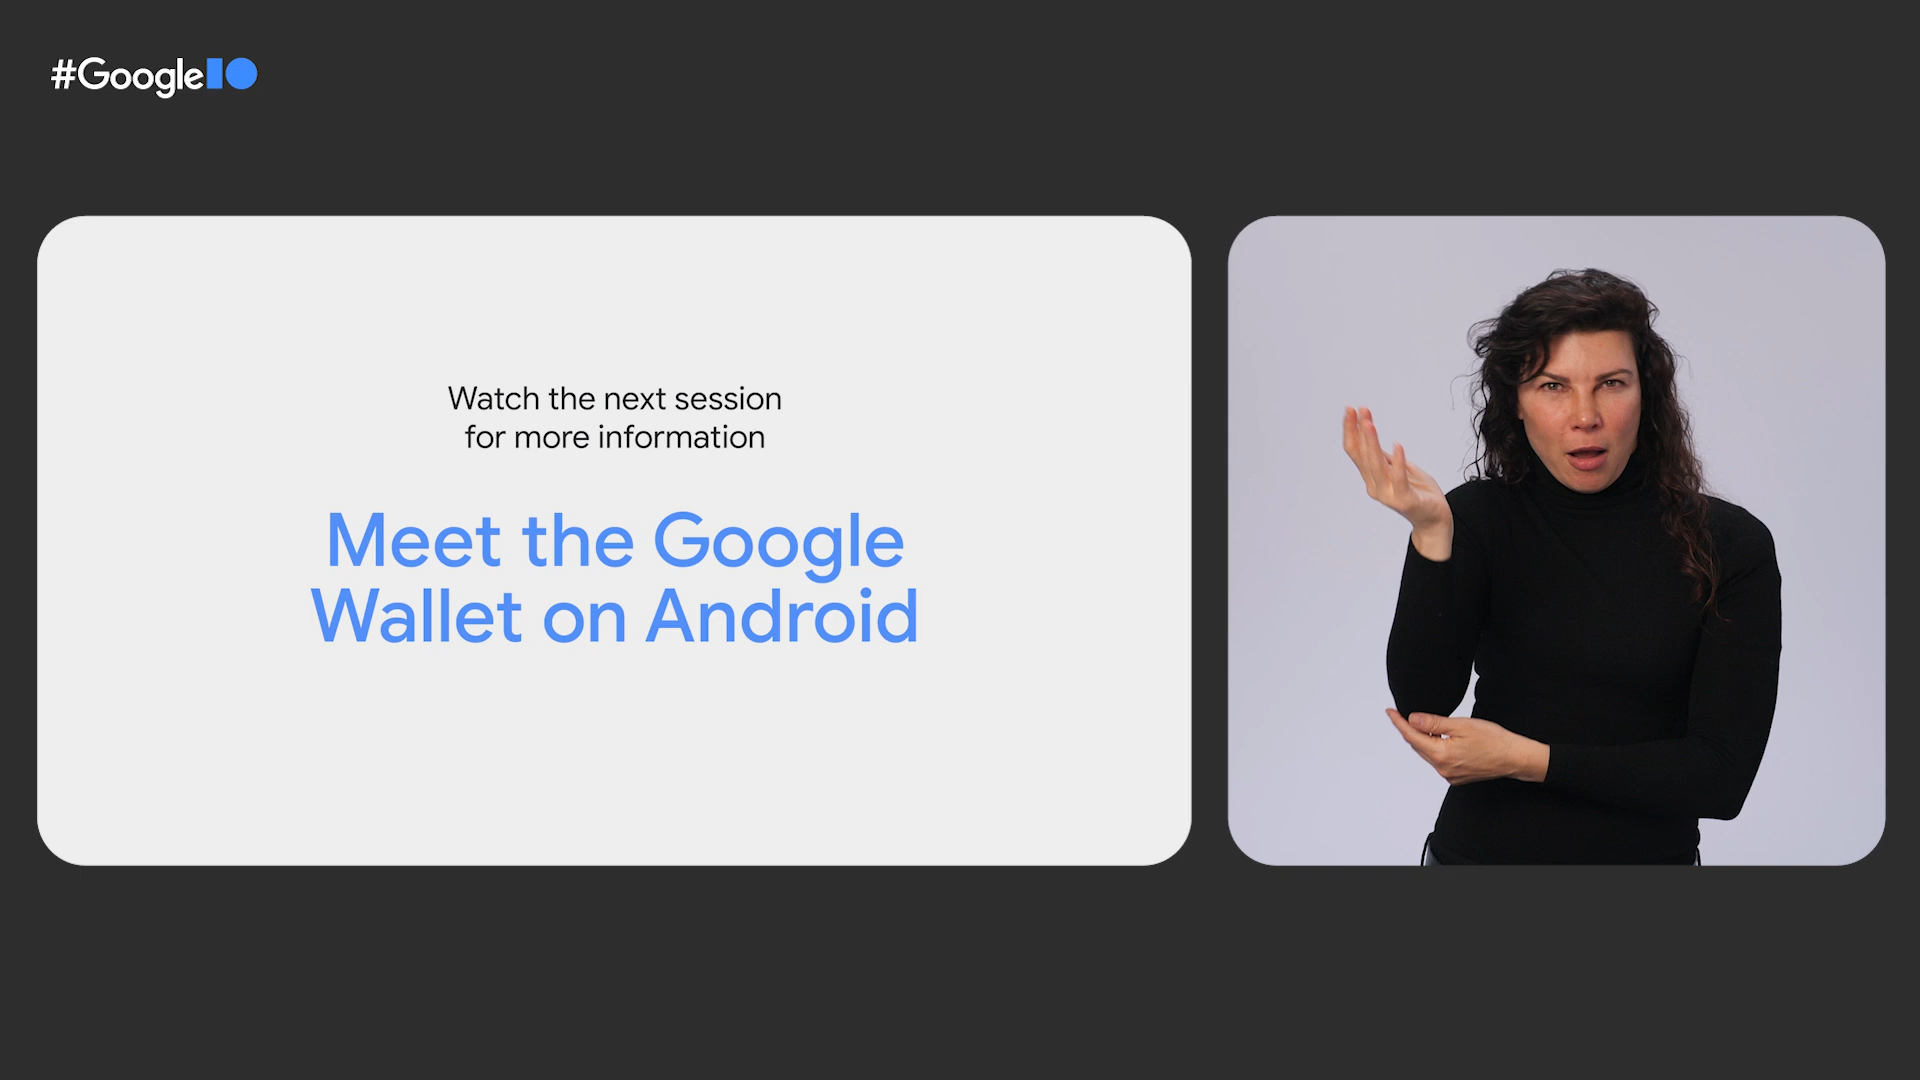 #GoogleIO
Watch the next session
for more information
Meet the Google
Wallet on Android